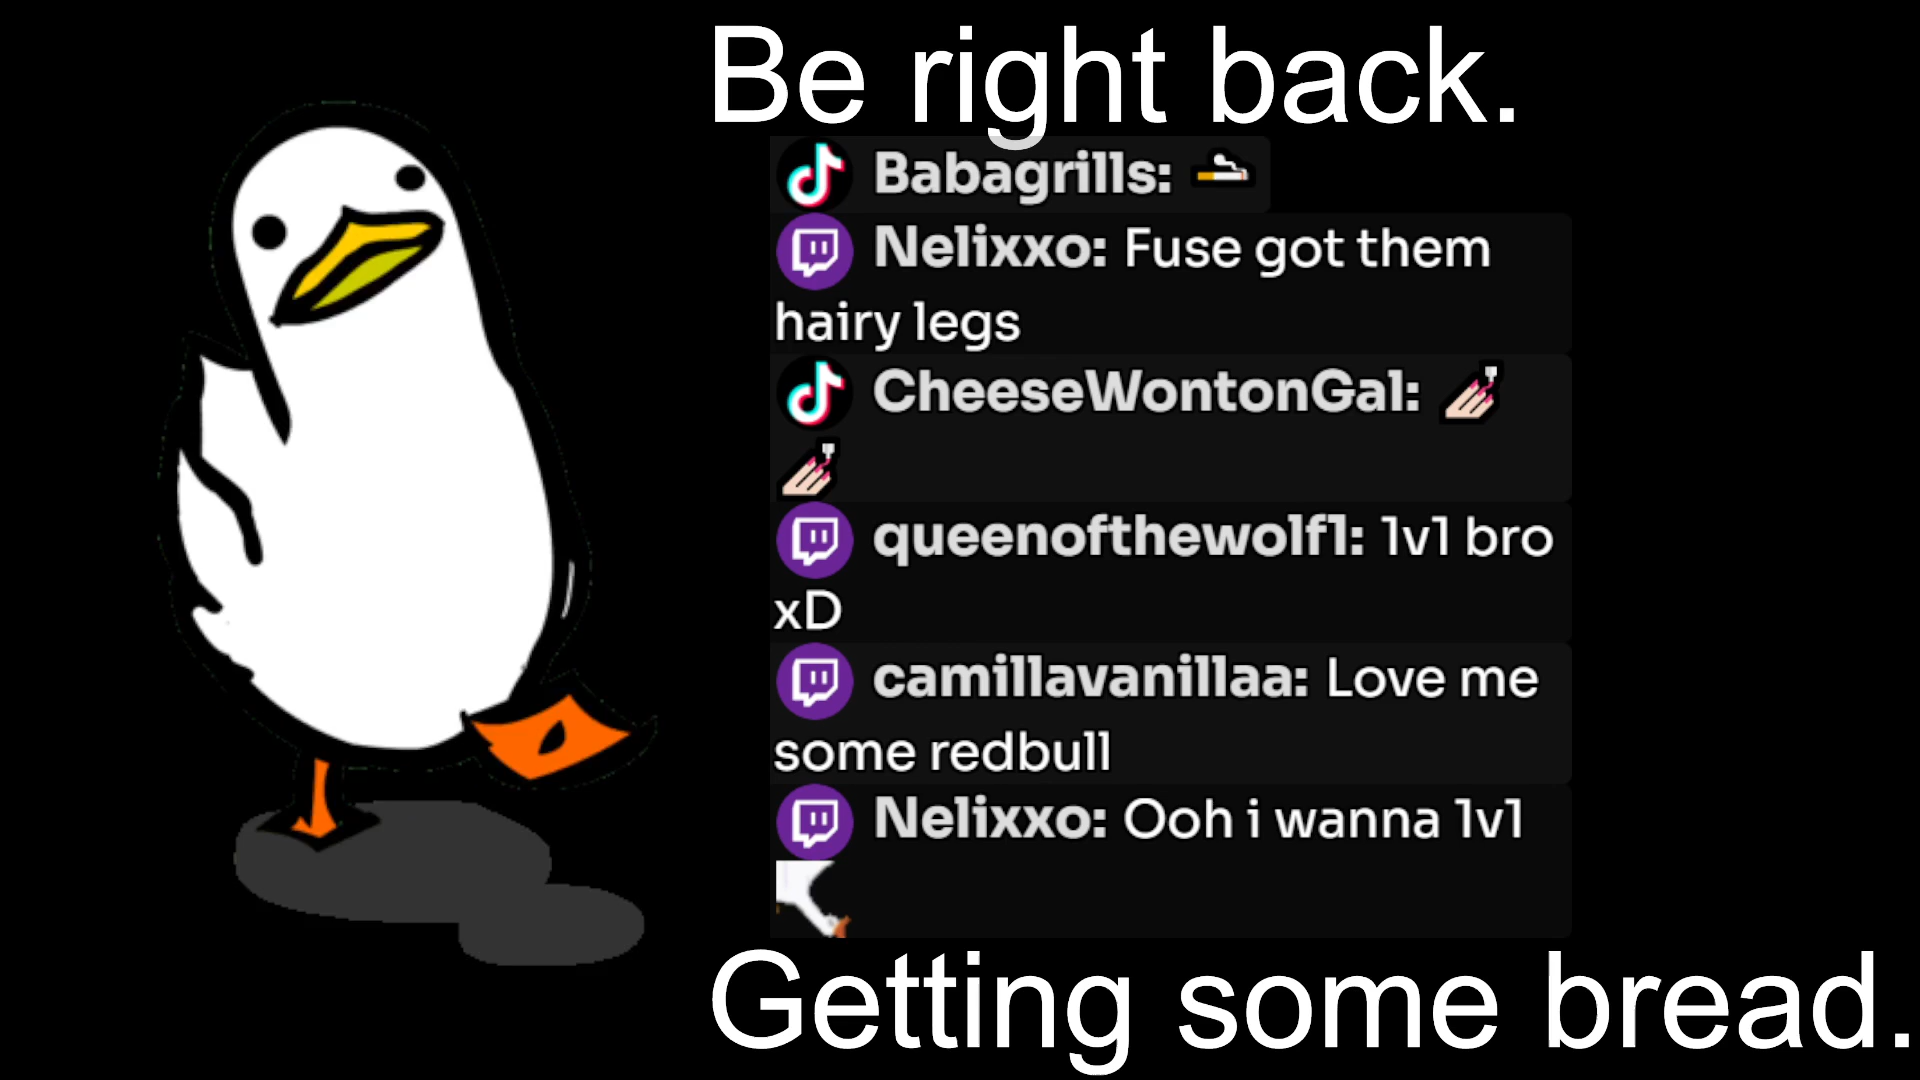 Be right back.
Babagrills: 🚬
Nelixxo: Fuse got them
hairy legs
CheeseWontonGal: 💅🏻
💅🏻
queenofthewolf1: 1v1 bro
xD
camillavanillaa: Love me
some redbull
Nelixxo: Ooh i wanna 1v1
Getting some bread.